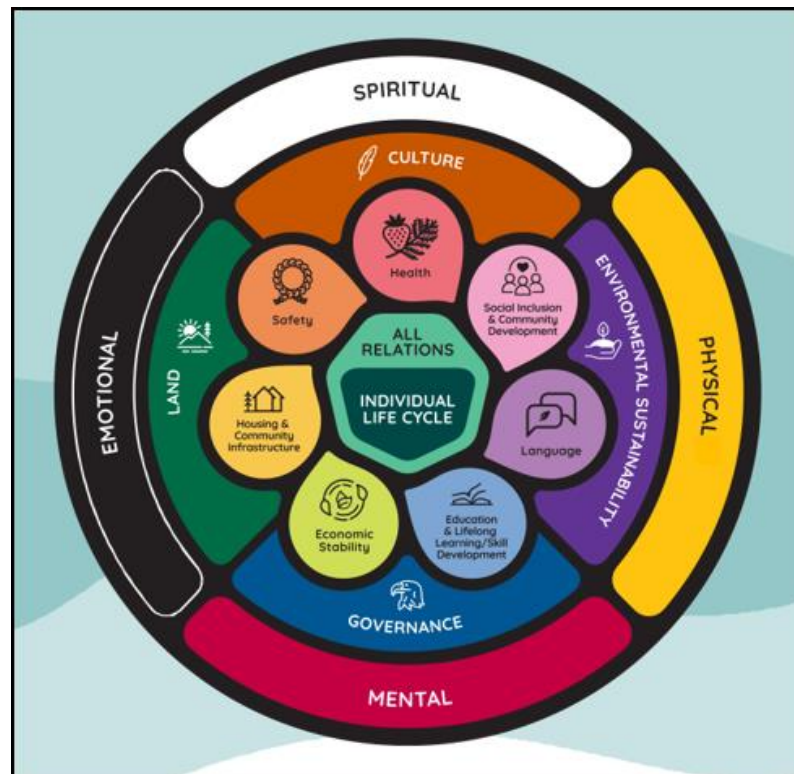 SPIRITUAL
CULTURE
Health
Safety
Social Inclusion
& Community
Development
ENVIRONMENTAL SUSTAINABILITY
PHYSICAL
EMOTIONAL
LAND
ALL
RELATIONS
INDIVIDUAL
LIFE CYCLE
Housing &
Community
Infrastructure
Language
Economic
Stability
Education
& Lifelong
Learning/Skill
Development
GOVERNANCE
MENTAL